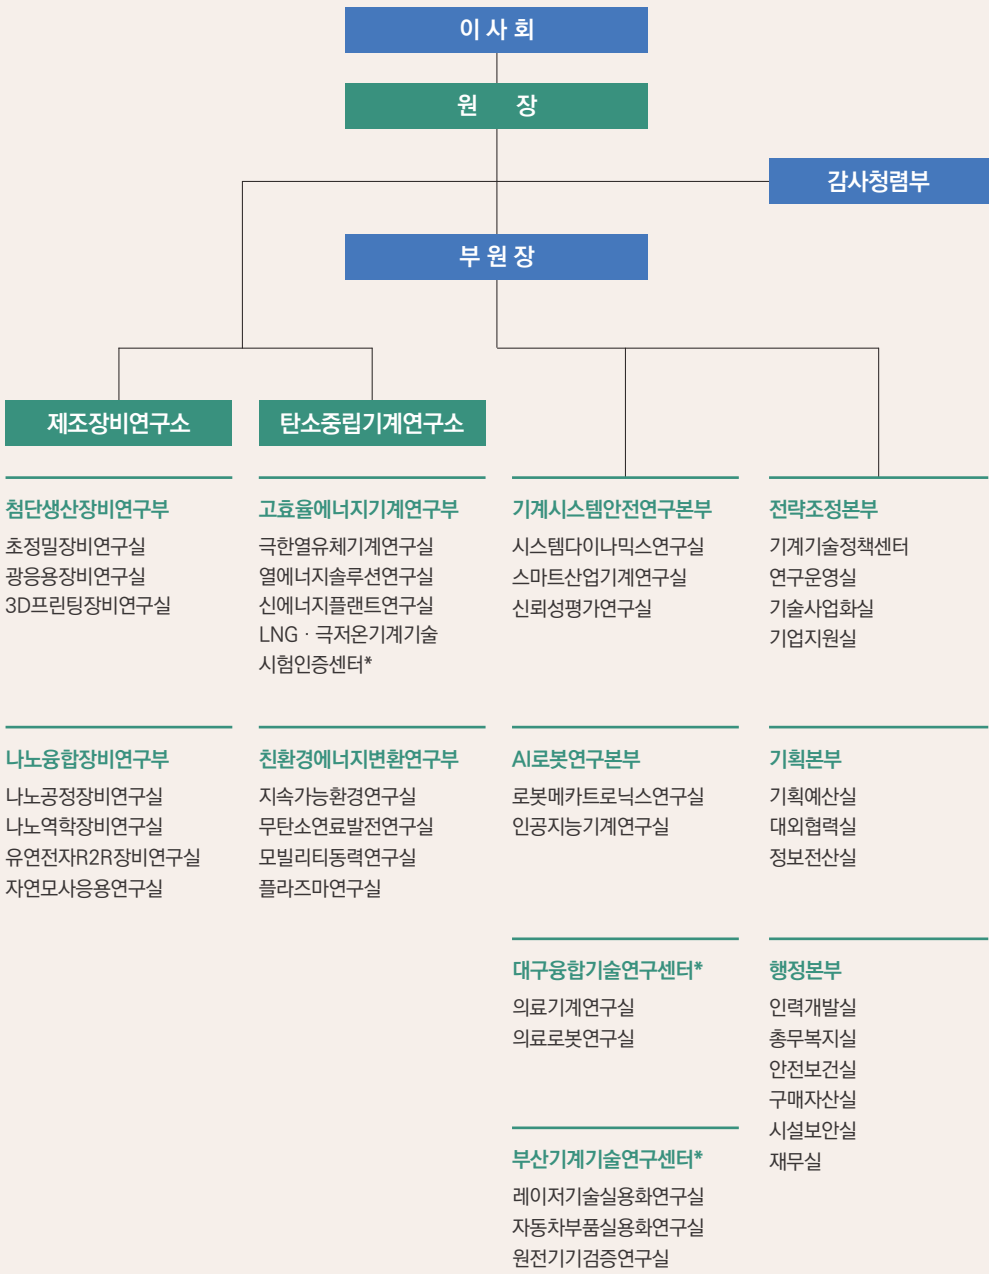 이 사 회
원 장
감사청렴부
부 원 장
제조장비연구소
탄소중립기계연구소
첨단생산장비연구부
초정밀장비연구실
광응용장비연구실
3D프린팅장비연구실
나노융합장비연구부
나노공정장비연구실
나노역학장비연구실
유연전자R2R장비연구실
자연모사응용연구실
고효율에너지기계연구부
극한열유체기계연구실
열에너지솔루션연구실
신에너지플랜트연구실
LNG · 극저온기계기술
시험인증센터*
친환경에너지변환연구부
지속가능환경연구실
무탄소연료발전연구실
모빌리티동력연구실
플라즈마연구실
기계시스템안전연구본부
시스템다이나믹스연구실
스마트산업기계연구실
신뢰성평가연구실
AI로봇연구본부
로봇메카트로닉스연구실
인공지능기계연구실
대구융합기술연구센터*
의료기계연구실
의료로봇연구실
부산기계기술연구센터*
레이저기술실용화연구실
자동차부품실용화연구실
원전기기검증연구실
전략조정본부
기계기술정책센터
연구운영실
기술사업화실
기업지원실
기획본부
기획예산실
대외협력실
정보전산실
행정본부
인력개발실
총무복지실
안전보건실
구매자산실
시설보안실
재무실